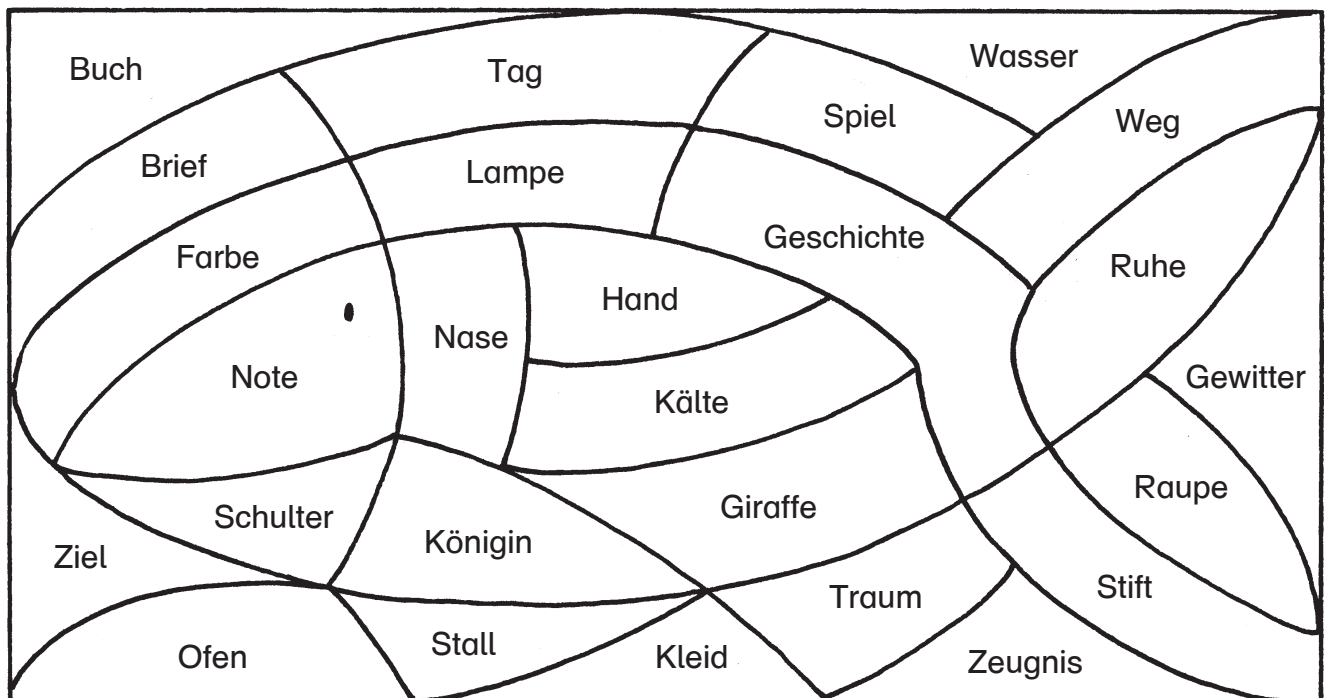 Buch
Tag
Wasser
Spiel
Weg
Brief
Lampe
Farbe
Geschichte
Ruhe
Hand
Nase
Note
Gewitter
Kälte
Raupe
Giraffe
Schulter
Königin
Ziel
Stift
Traum
Stall
Ofen
Kleid
Zeugnis